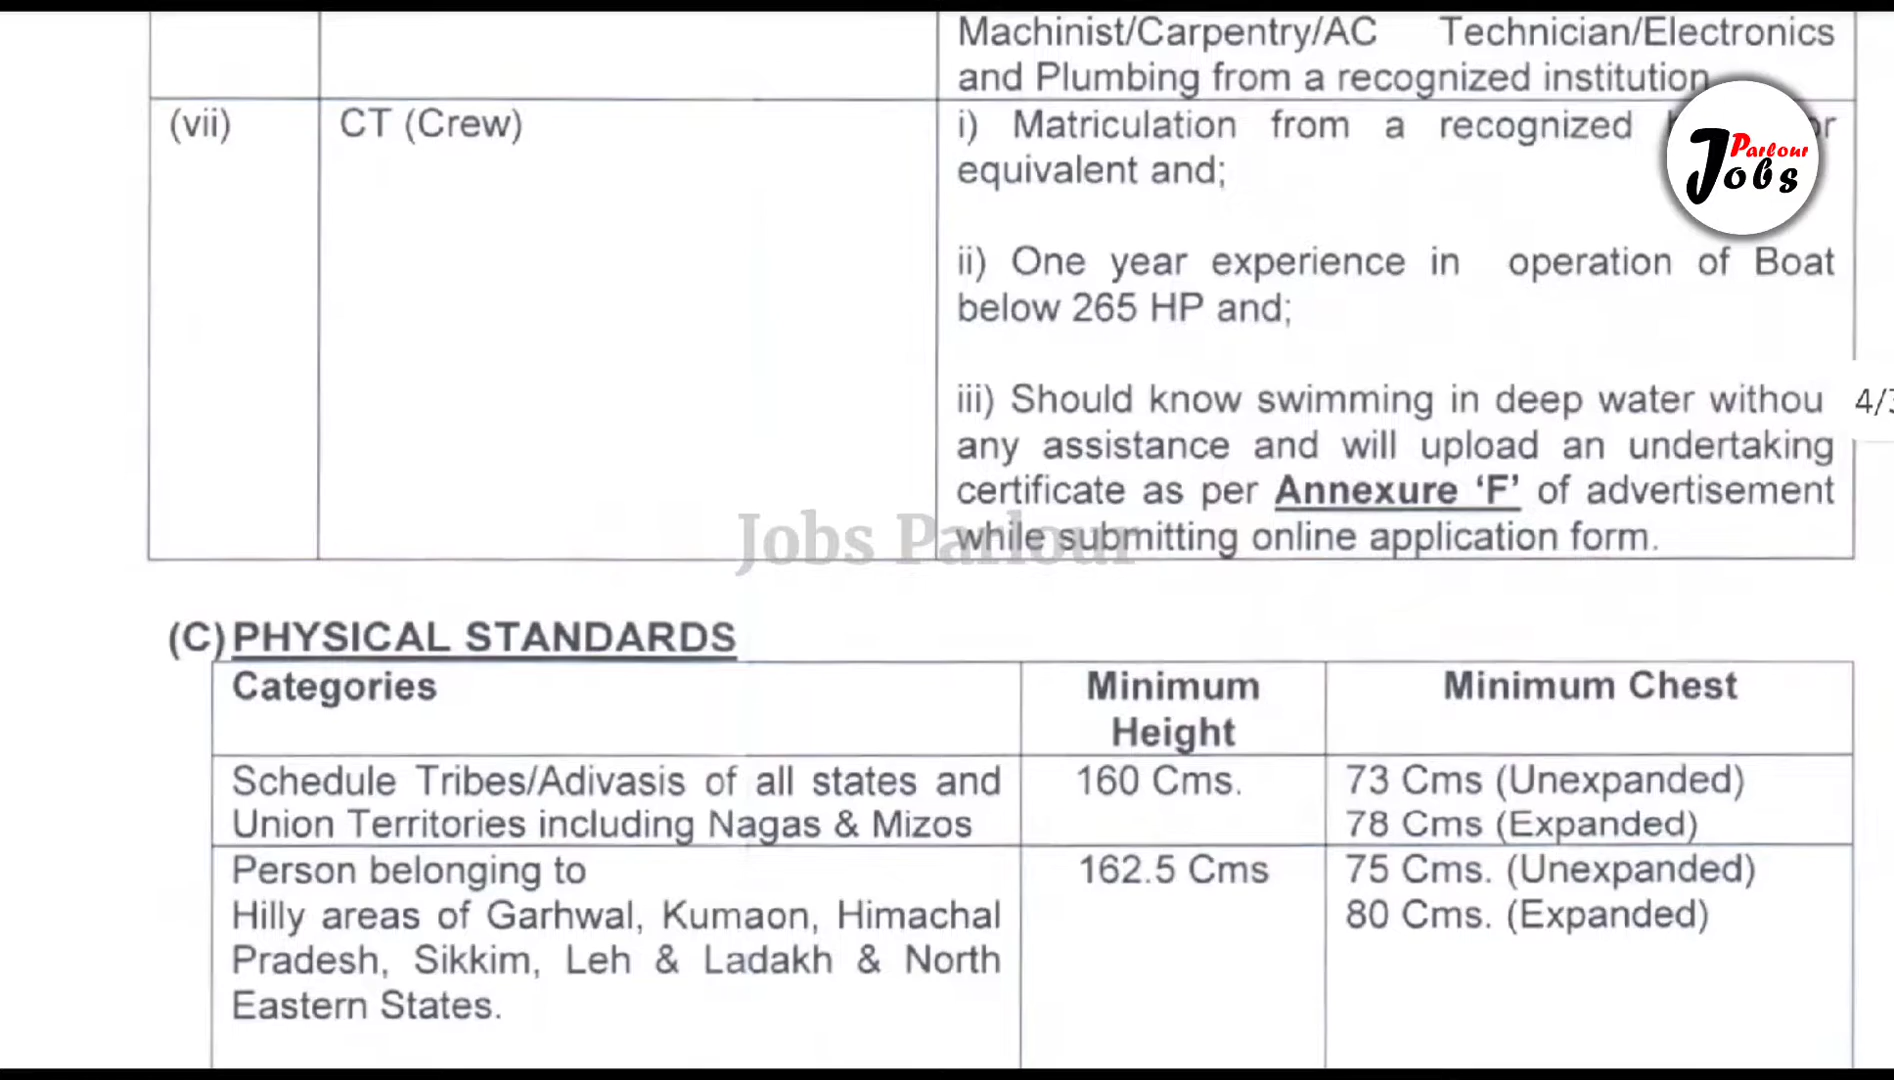 Machinist/Carpentry/AC Technician/Electronics
and Plumbing from a recognized institution
(vii) CT (Crew) i) Matriculation from a recognized
equivalent and;
Parlour
Jobs
ii) One year experience in operation of Boat
below 265 HP and;
iii) Should know swimming in deep water withou
4/3
any assistance and will upload an undertaking
certificate as per Annexure ‘F’ of advertisement
while submitting online application form.
Jobs Parlour
(C) PHYSICAL STANDARDS
Categories Minimum Height Minimum Chest
Schedule Tribes/Adivasis of all states and 160 Cms. 73 Cms (Unexpanded)
Union Territories including Nagas & Mizos 78 Cms (Expanded)
Person belonging to 162.5 Cms 75 Cms. (Unexpanded)
Hilly areas of Garhwal, Kumaon, Himachal 80 Cms. (Expanded)
Pradesh, Sikkim, Leh & Ladakh & North
Eastern States.